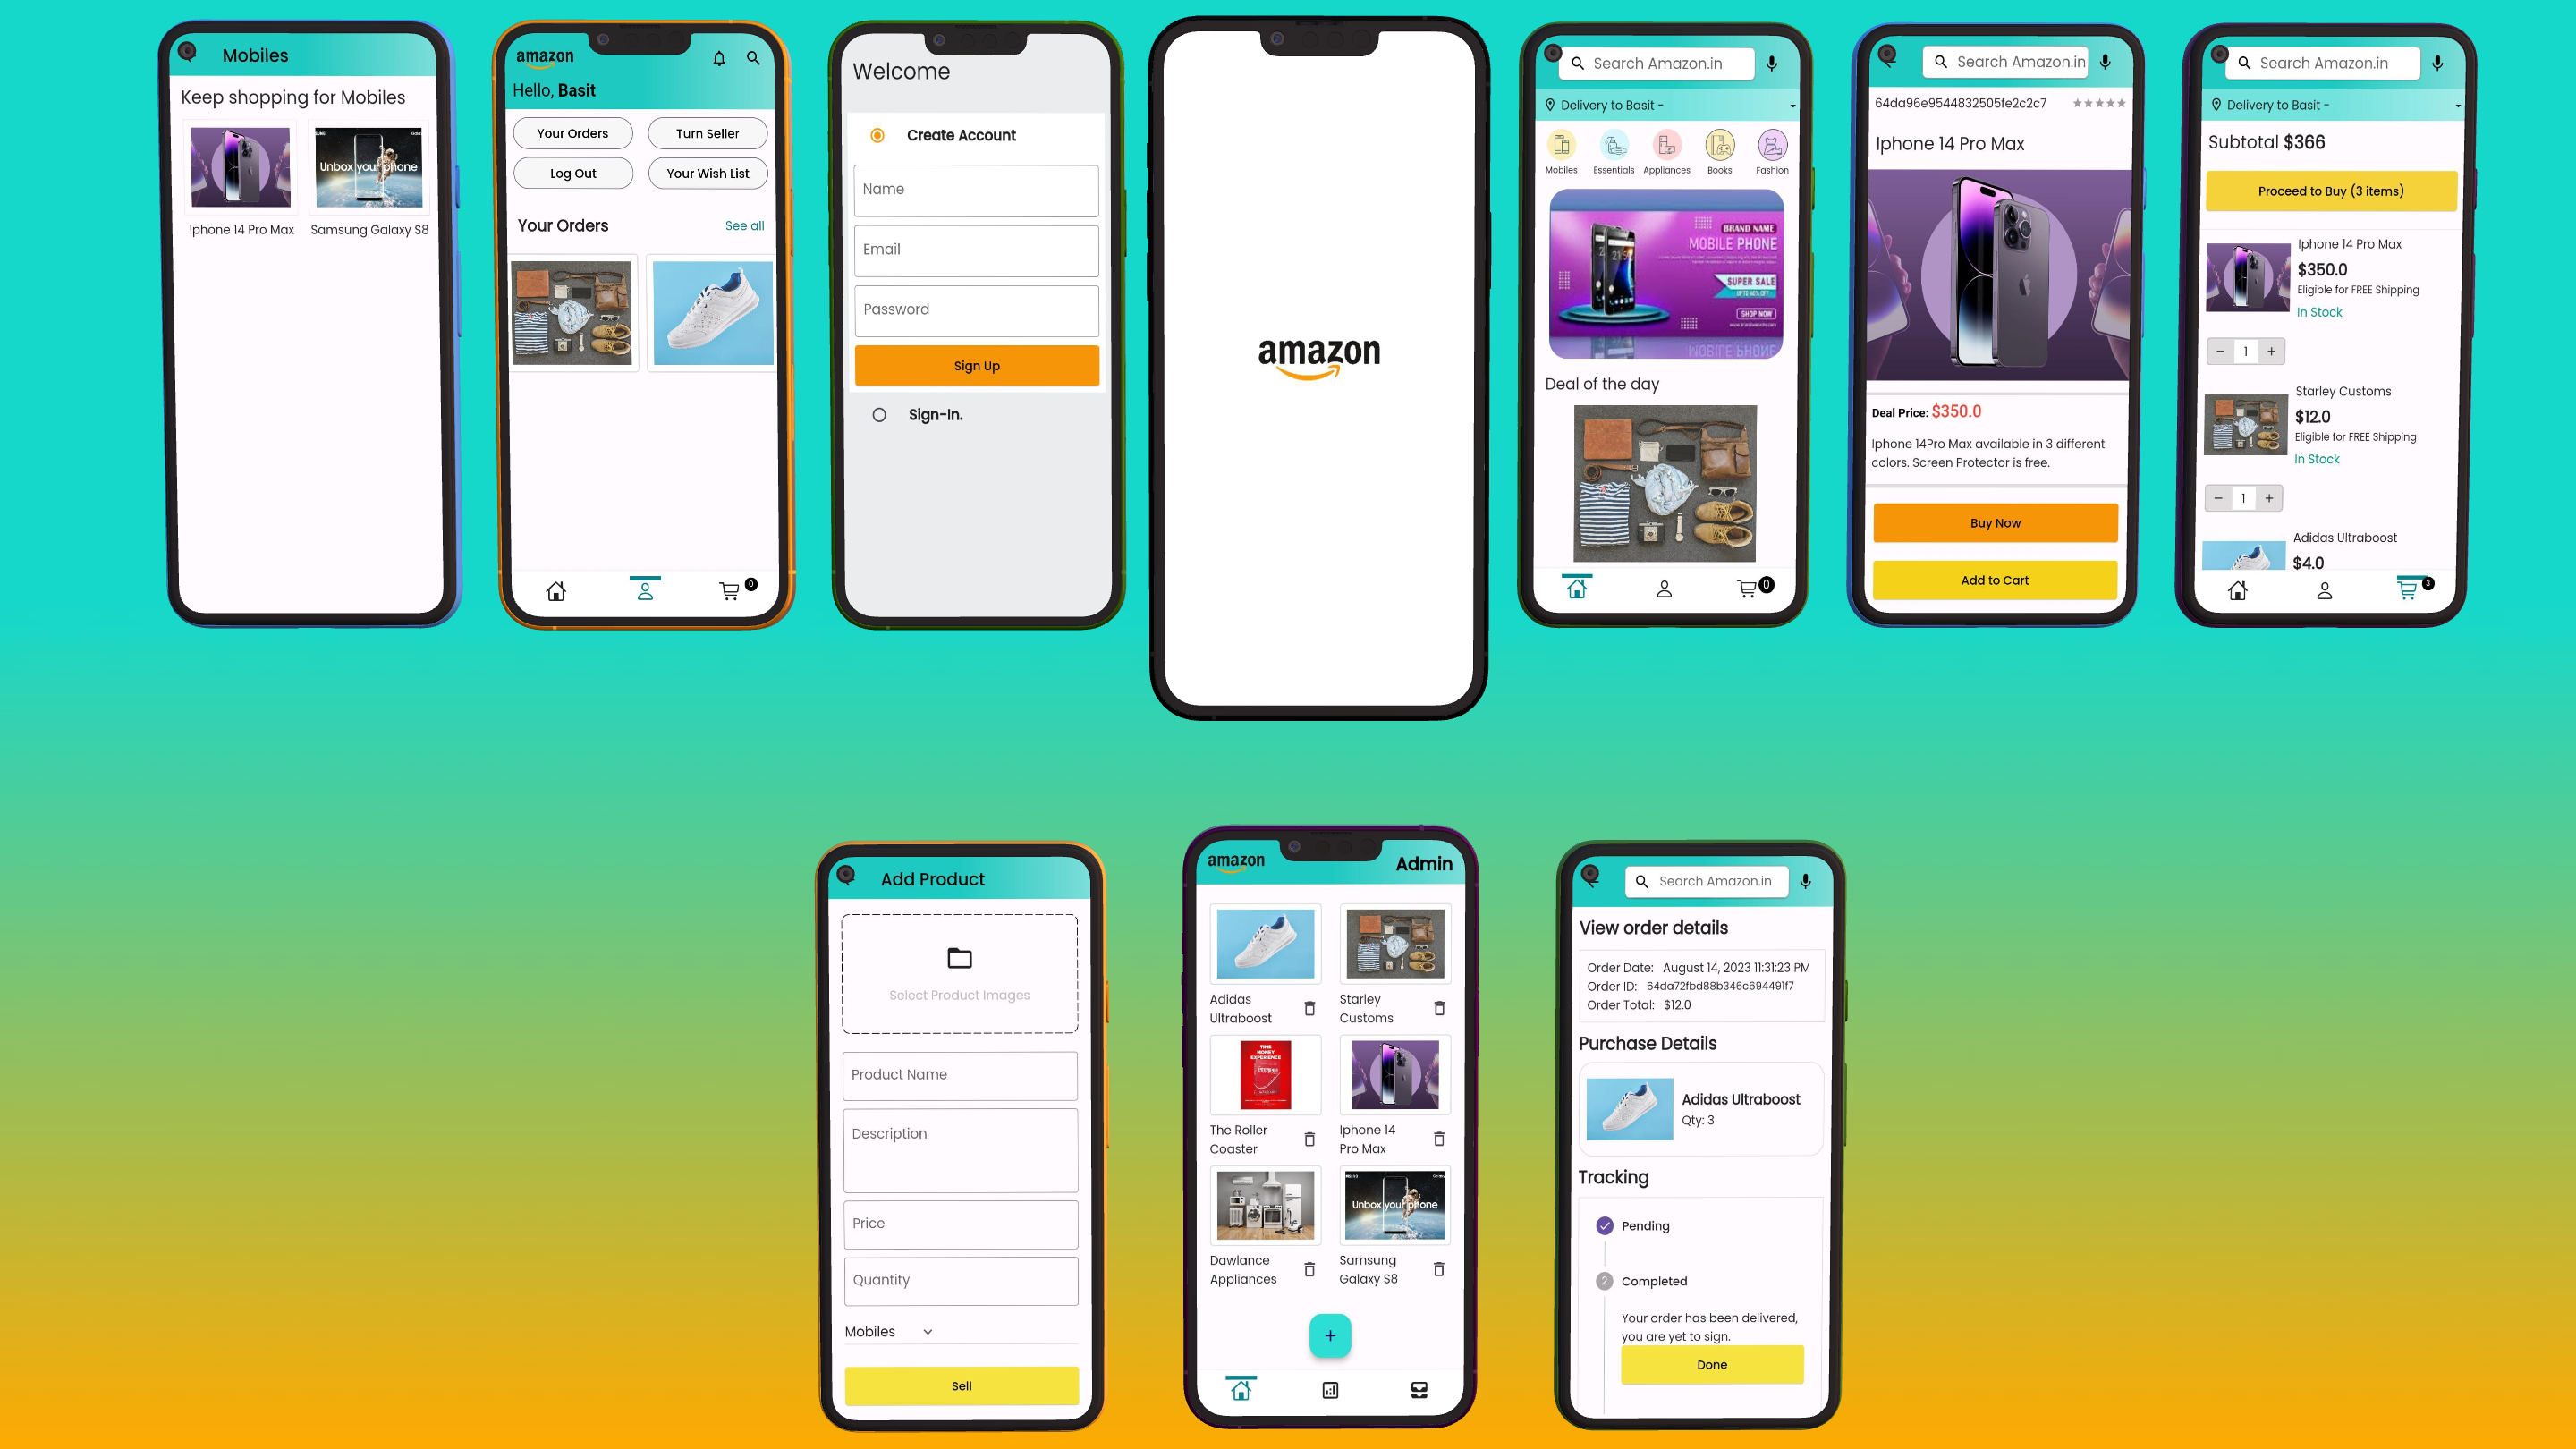 Mobiles
Keep shopping for Mobiles
Unbox your phone
Iphone 14 Pro Max
Samsung Galaxy S8
amazon
Hello, Basit
Your Orders
Turn Seller
Log Out
Your Wish List
Your Orders
See all
0
Welcome
Create Account
Name
Email
Password
Sign Up
Sign-In.
amazon
Search Amazon.in
Delivery to Basit -
Mobiles
Essentials
Appliances
Books
Fashion
BRAND NAME
MOBILE PHONE
SUPER SALE
UP TO 60% OFF
SHOP NOW
Deal of the day
0
Search Amazon.in
64da96e9544832505fe2c2c7
Iphone 14 Pro Max
Deal Price: $350.0
Iphone 14Pro Max available in 3 different
colors. Screen Protector is free.
Buy Now
Add to Cart
Search Amazon.in
Delivery to Basit -
Subtotal $366
Proceed to Buy (3 items)
Iphone 14 Pro Max
$350.0
Eligible for FREE Shipping
In Stock
1
Starley Customs
$12.0
Eligible for FREE Shipping
In Stock
1
Adidas Ultraboost
$4.0
3
Add Product
Select Product Images
Product Name
Description
Price
Quantity
Mobiles
Sell
amazon
Admin
Adidas
Ultraboost
Starley
Customs
TIME
MONEY
EXPERIENCE
The Roller
Coaster
Iphone 14
Pro Max
Unbox your phone
Dawlance
Appliances
Samsung
Galaxy S8
+
Search Amazon.in
View order details
Order Date: August 14, 2023 11:31:23 PM
Order ID: 64da72fbd88b346c694491f7
Order Total: $12.0
Purchase Details
Adidas Ultraboost
Qty: 3
Tracking
Pending
2
Completed
Your order has been delivered,
you are yet to sign.
Done